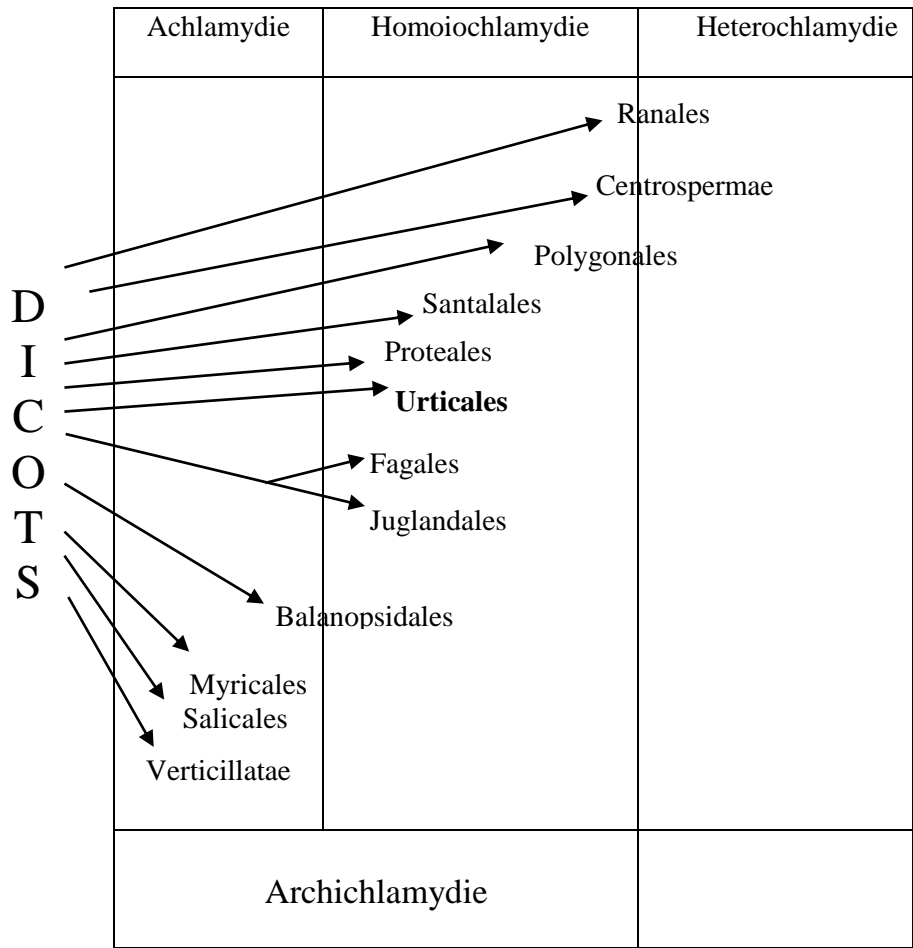 Achlamydie Homoiochlamydie Heterochlamydie
Ranales
Centrospermae
Polygonales
Santalales
Proteales
Urticales
Fagales
Juglandales
Balanopsidales
Myricales
Salicales
Verticillatae
D
I
C
O
T
S
Archichlamydie